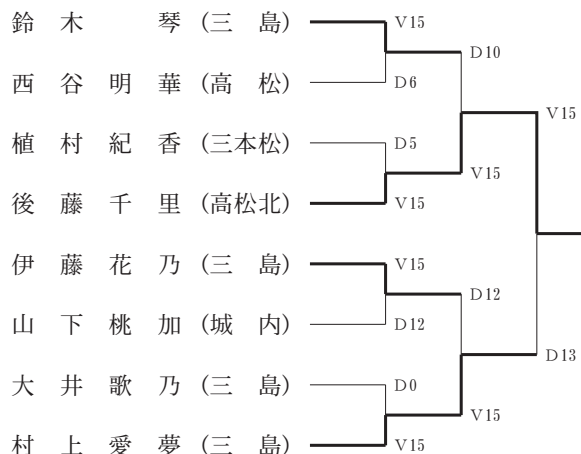 鈴木 琴 (三 島) V15
D10
西谷明華 (高 松) D6
V15
植村紀香 (三本松) D5
V15
後藤千里 (高松北) V15
伊藤花乃 (三 島) V15
D12
山下桃加 (城 内) D12
D13
大井歌乃 (三 島) D0
V15
村上愛夢 (三 島) V15